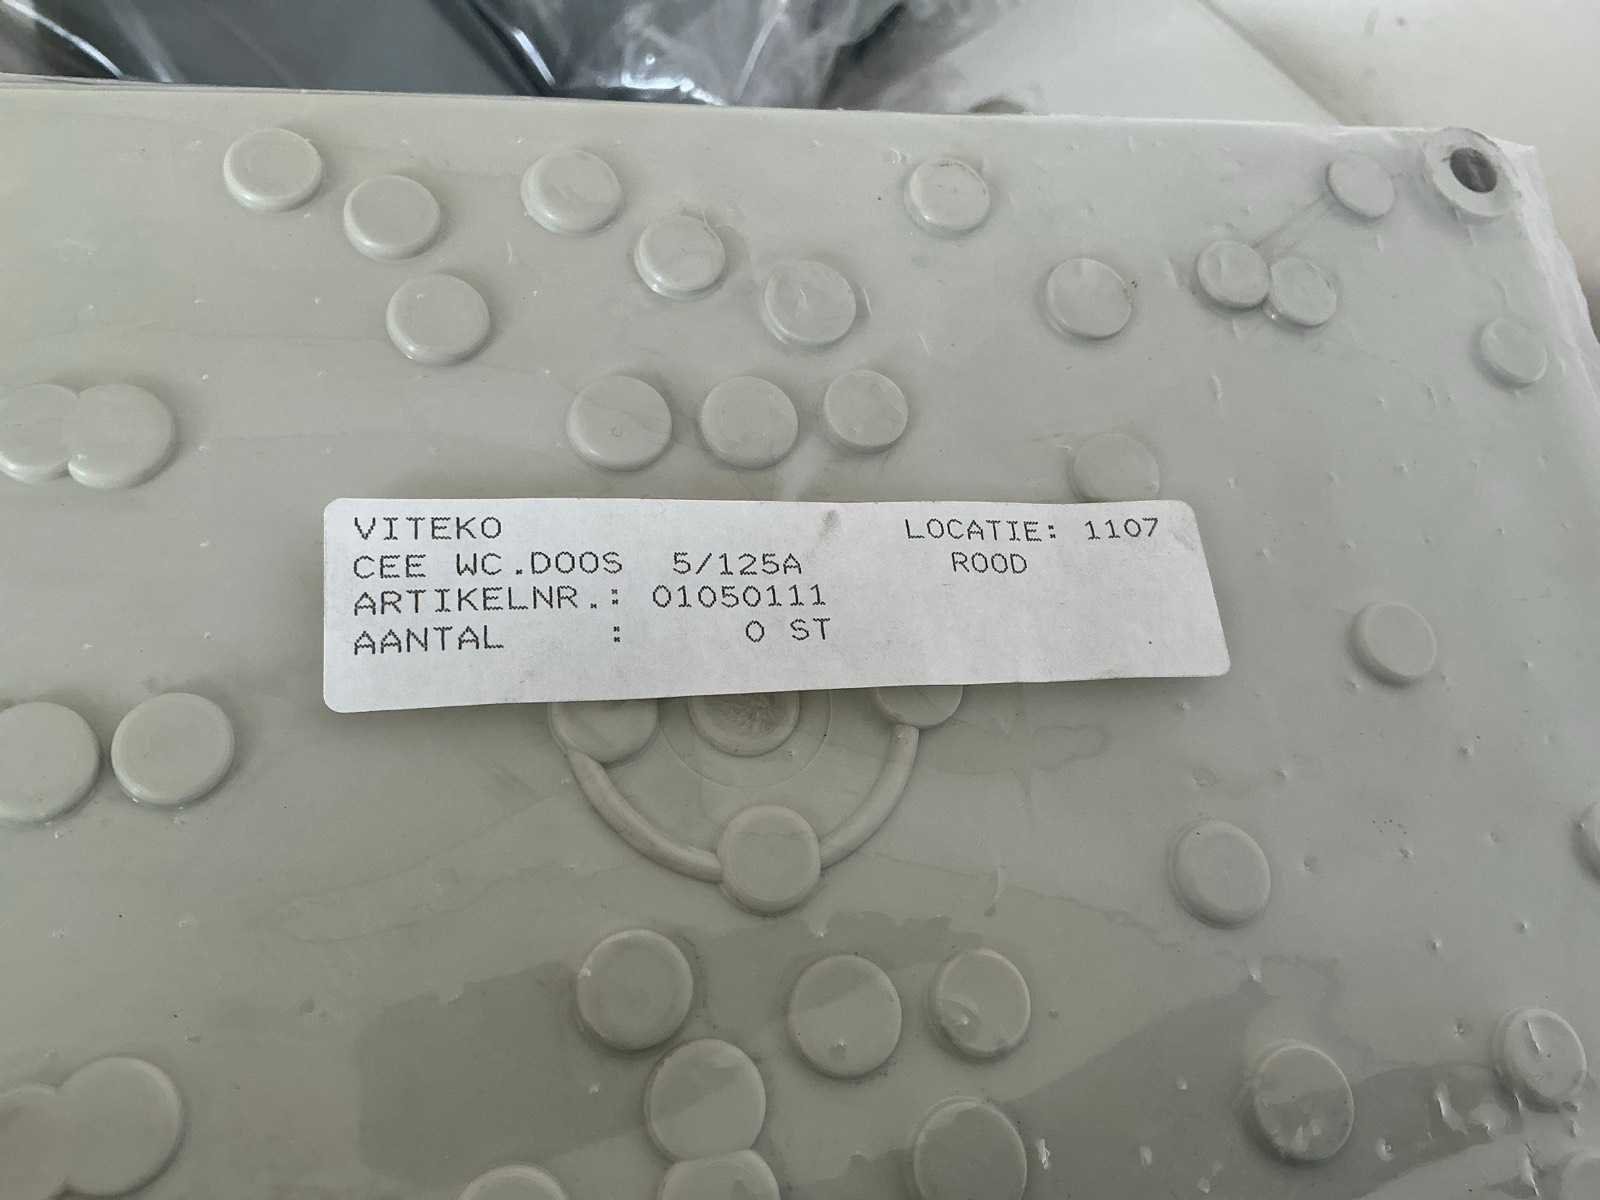 VITEKO LOCATIE: 1107
CEE WC.DOOS 5/125A ROOD
ARTIKELNR.: 01050111
AANTAL : 0 ST